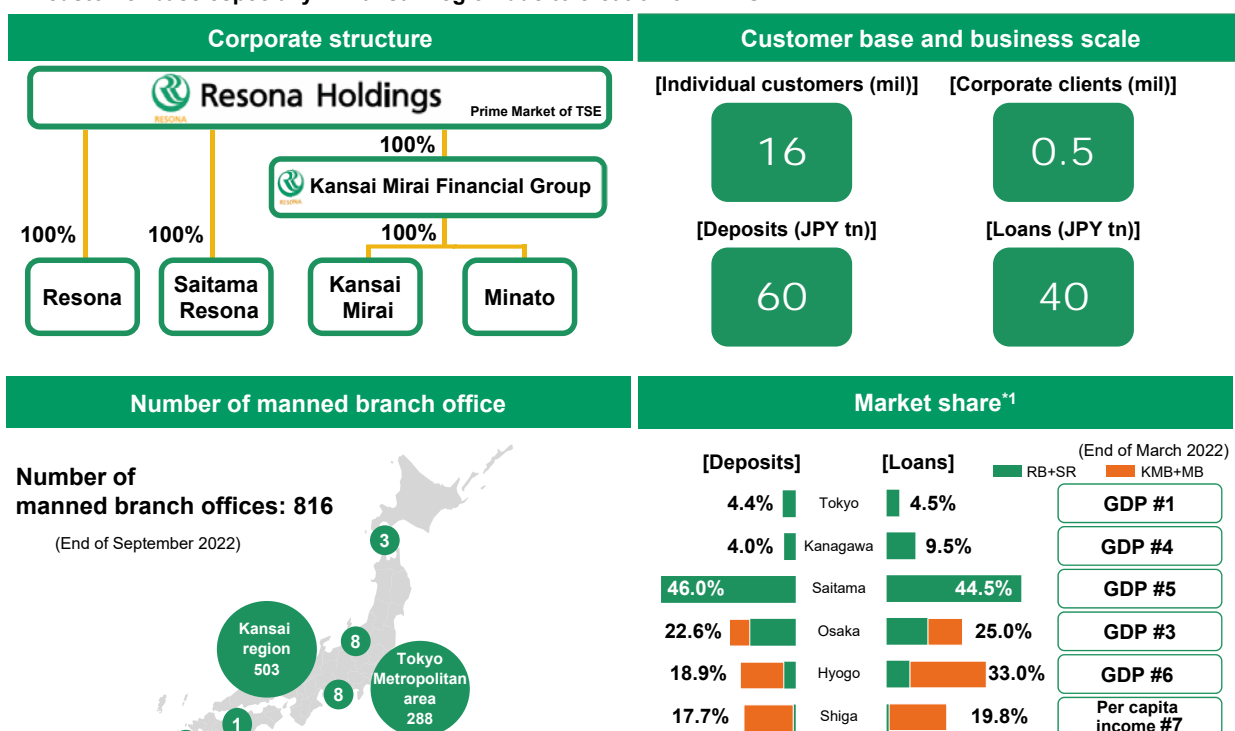 Corporate structure
Resona Holdings
RESONA
Prime Market of TSE
100%
Kansai Mirai Financial Group
100%
100%
100%
Resona
Saitama
Resona
Kansai
Mirai
Minato
Customer base and business scale
[Individual customers (mil)]
[Corporate clients (mil)]
16
0.5
[Deposits (JPY tn)]
[Loans (JPY tn)]
60
40
Number of manned branch office
Number of
manned branch offices: 816
(End of September 2022)
3
Kansai
region
503
8
8
Tokyo
Metropolitan
area
288
1
Market share*1
(End of March 2022)
[Deposits]
[Loans]
RB+SR
KMB+MB
4.4% Tokyo 4.5% GDP #1
4.0% Kanagawa 9.5% GDP #4
46.0% Saitama 44.5% GDP #5
22.6% Osaka 25.0% GDP #3
18.9% Hyogo 33.0% GDP #6
17.7% Shiga 19.8% Per capita
income #7